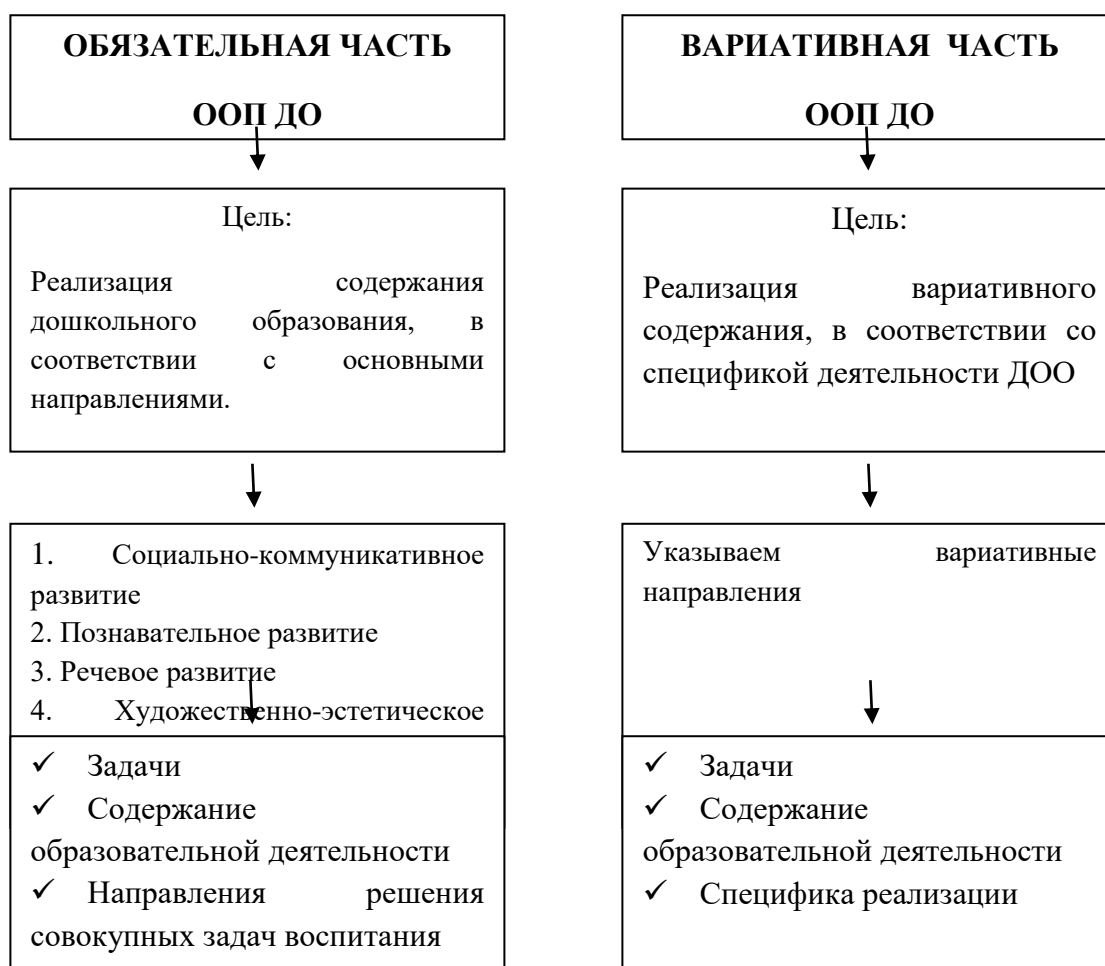 ОБЯЗАТЕЛЬНАЯ ЧАСТЬ
ООП ДО
Цель:
Реализация содержания
дошкольного образования, в
соответствии с основными
направлениями.
1. Социально-коммуникативное
развитие
2. Познавательное развитие
3. Речевое развитие
4. Художественно-эстетическое
✓ Задачи
✓ Содержание
образовательной деятельности
✓ Направления решения
совокупных задач воспитания
ВАРИАТИВНАЯ ЧАСТЬ
ООП ДО
Цель:
Реализация вариативного
содержания, в соответствии со
спецификой деятельности ДОО
Указываем вариативные
направления
✓ Задачи
✓ Содержание
образовательной деятельности
✓ Специфика реализации